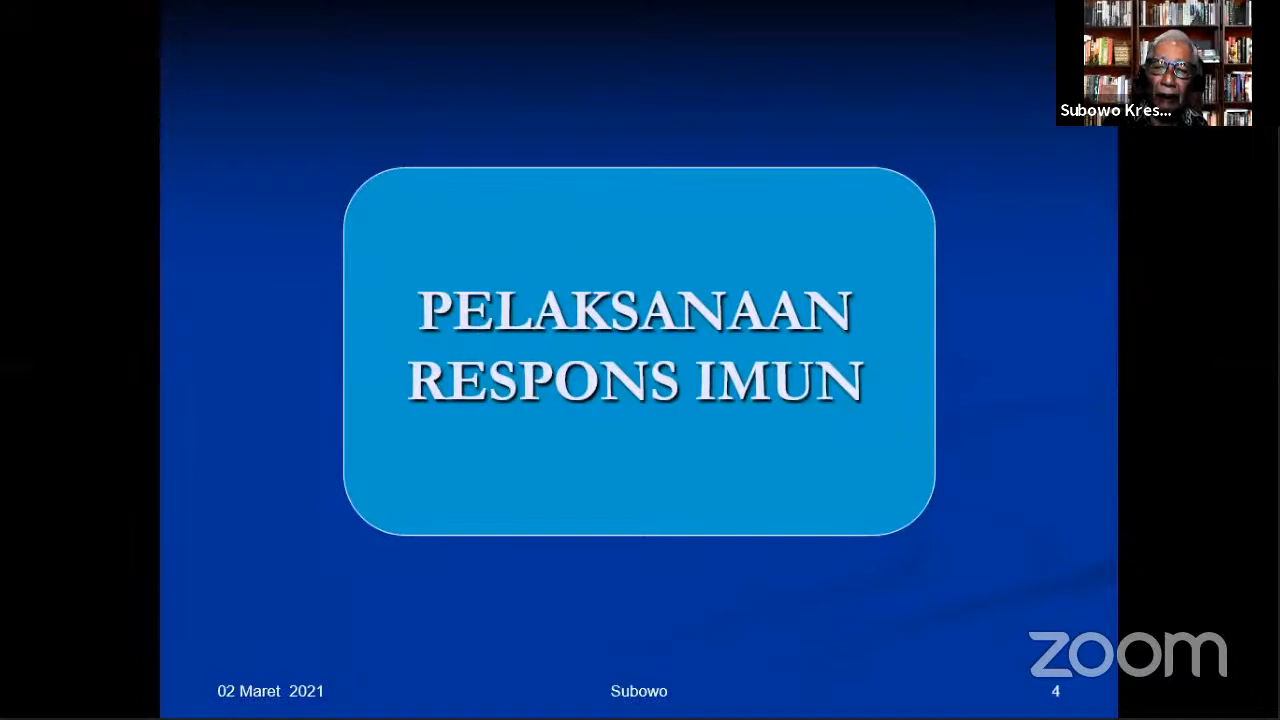 Subowo Kres...
PELAKSANAAN
RESPONS IMUN
zoom
02 Maret 2021
Subowo
4